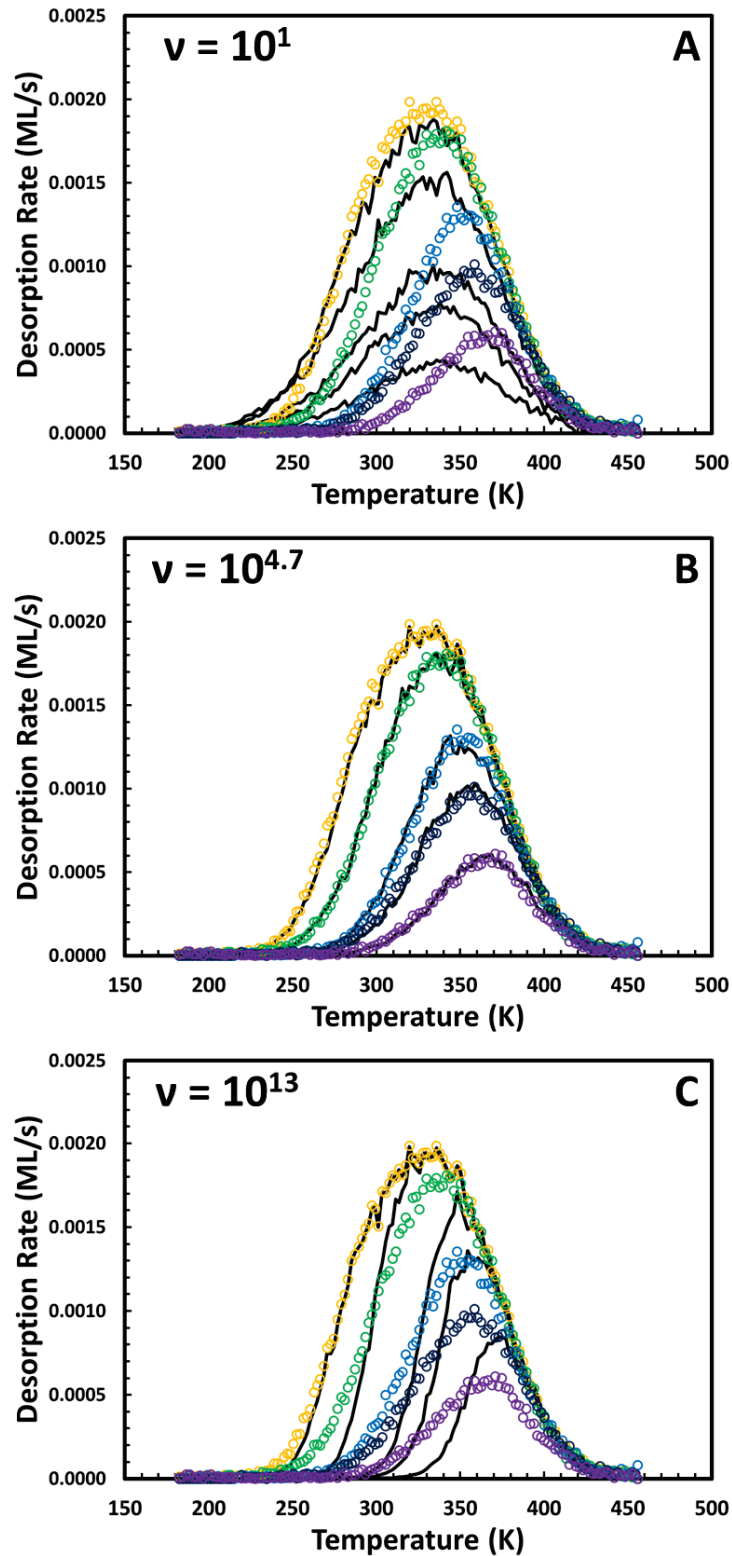 ν = 10¹
A
Desorption Rate (ML/s)
0.0025
0.0020
0.0015
0.0010
0.0005
0.0000
150 200 250 300 350 400 450 500
Temperature (K)
ν = 10⁴·⁷
B
Desorption Rate (ML/s)
0.0025
0.0020
0.0015
0.0010
0.0005
0.0000
150 200 250 300 350 400 450 500
Temperature (K)
ν = 10¹³
C
Desorption Rate (ML/s)
0.0025
0.0020
0.0015
0.0010
0.0005
0.0000
150 200 250 300 350 400 450 500
Temperature (K)